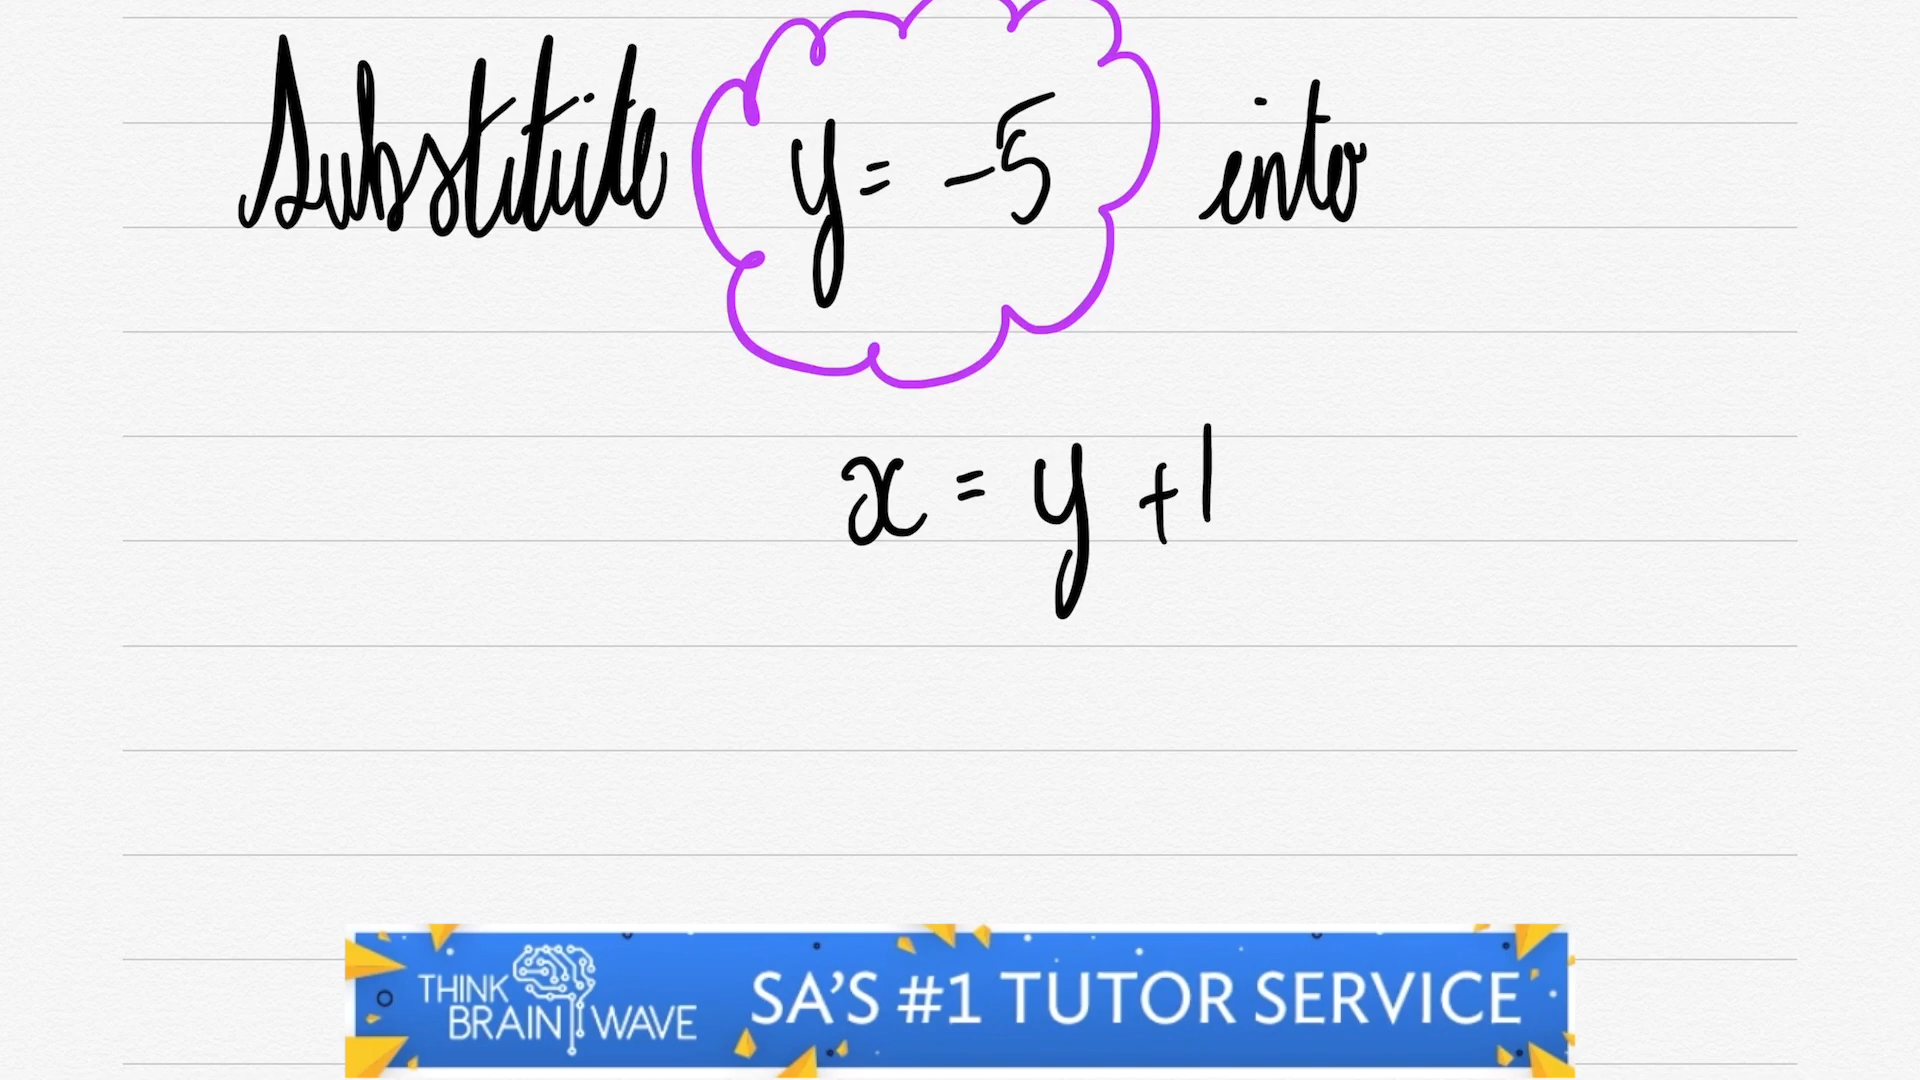 Substitute y = -5 into
x = y + 1
THINK BRAIN WAVE
SA'S #1 TUTOR SERVICE